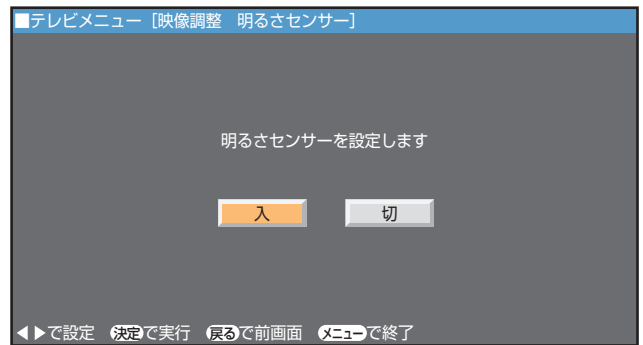 ■テレビメニュー［映像調整　明るさセンサー］
明るさセンサーを設定します
入　切
◀▶で設定　決定で実行　戻るで前画面　メニューで終了